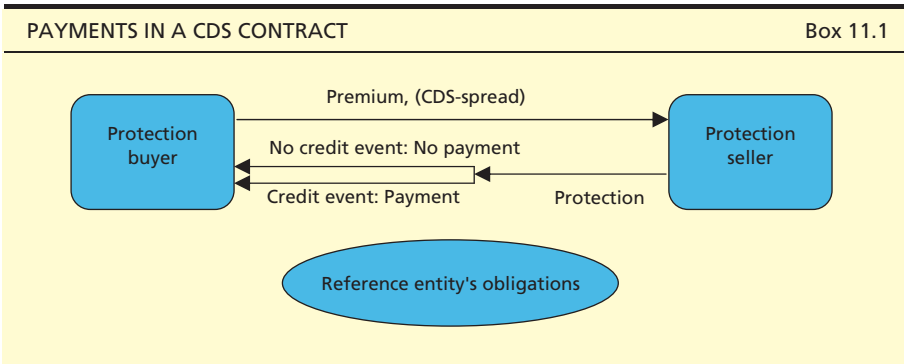 PAYMENTS IN A CDS CONTRACT
Box 11.1
Premium, (CDS-spread)
Protection
buyer
Protection
seller
No credit event: No payment
Credit event: Payment
Protection
Reference entity's obligations